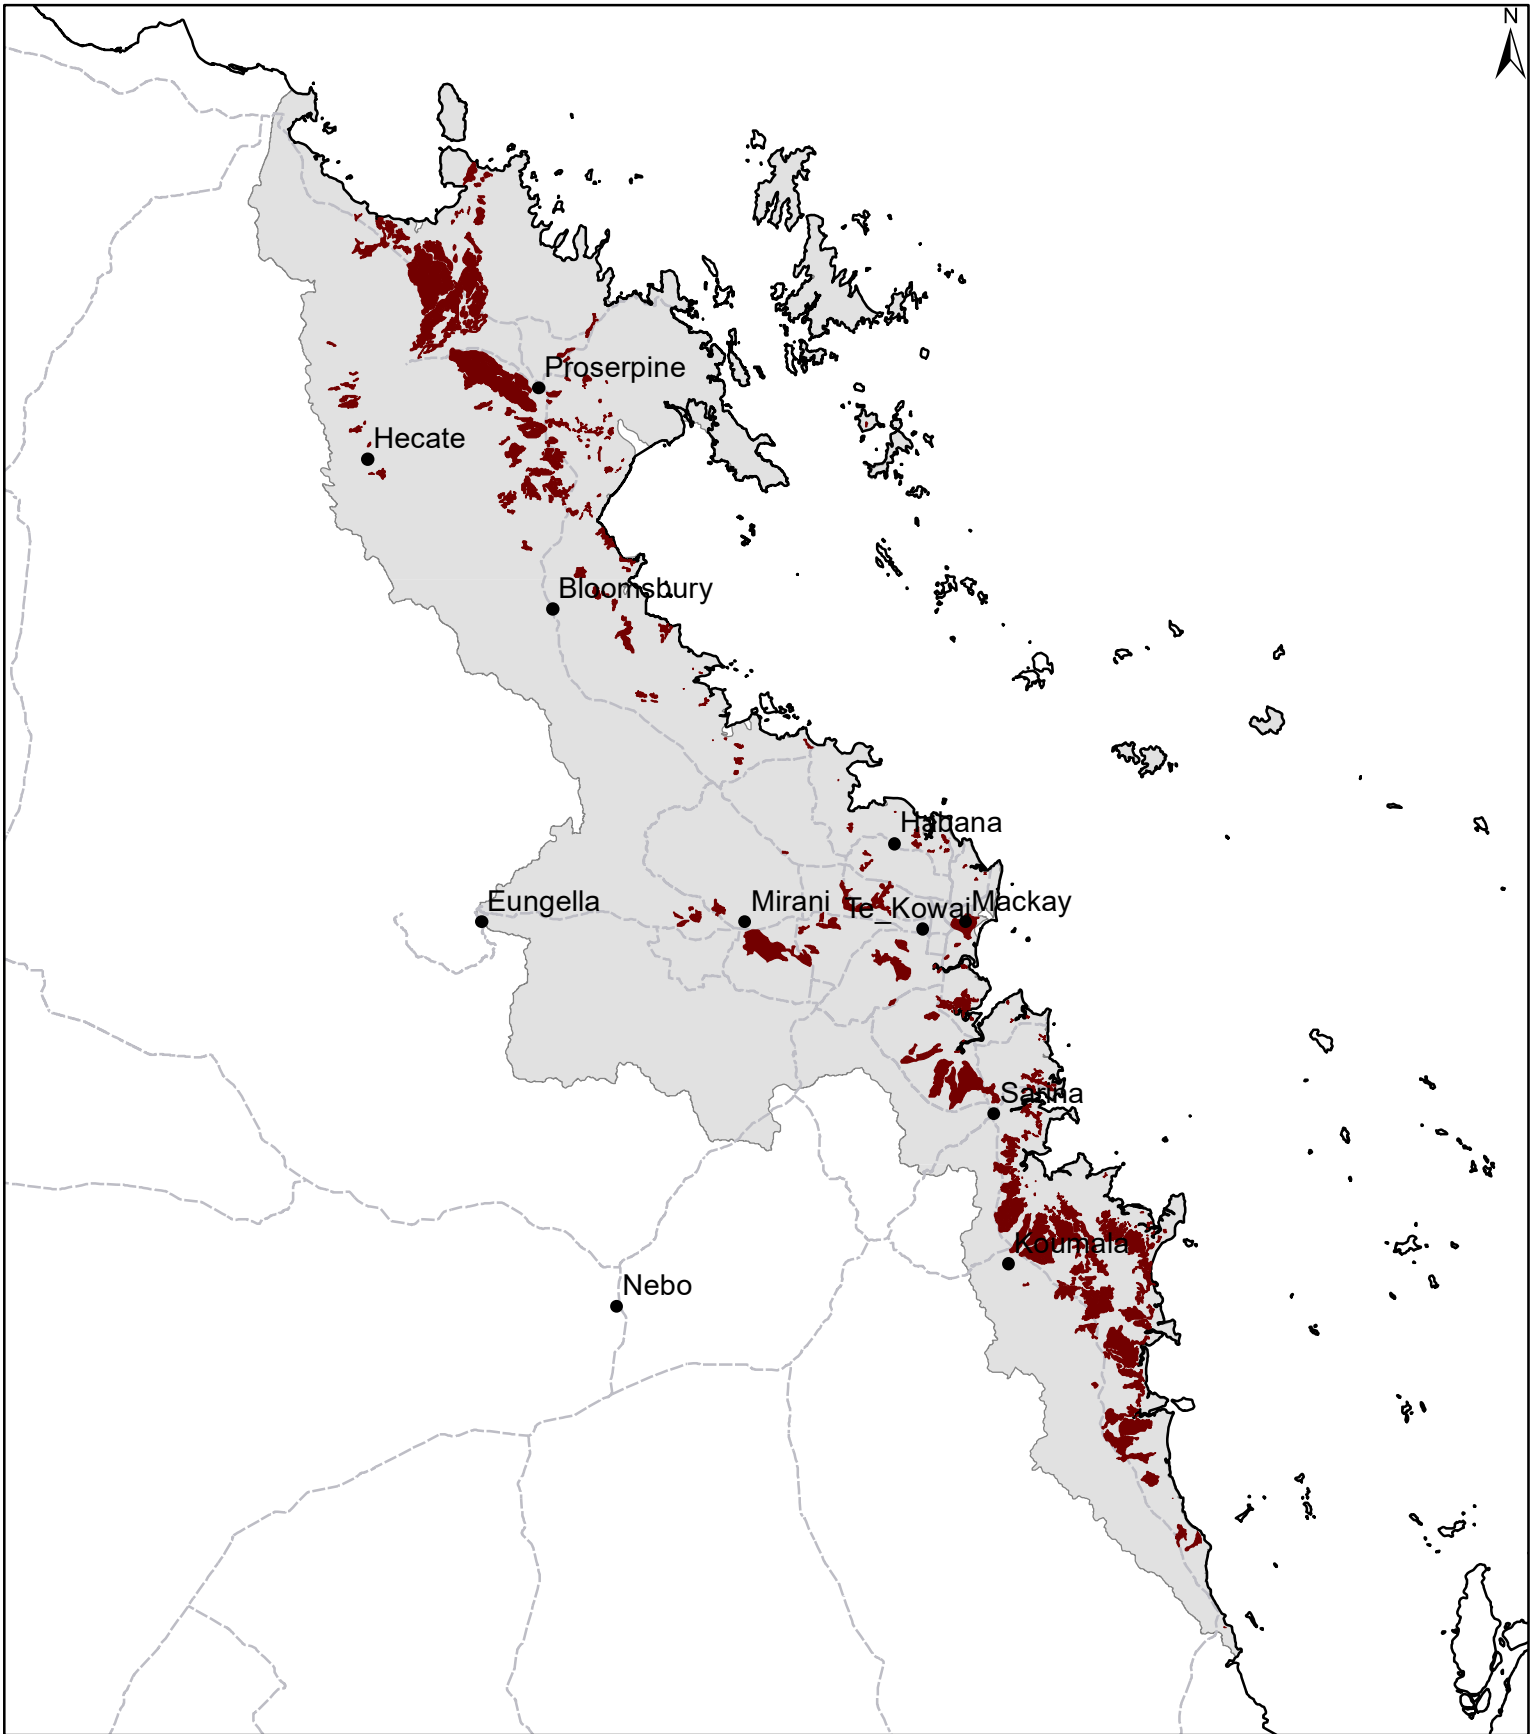 N
Proserpine
Hecate
Bloomsbury
Habana
Eungella
Mirani
Te_Kowai
Mackay
Sarina
Koumala
Nebo